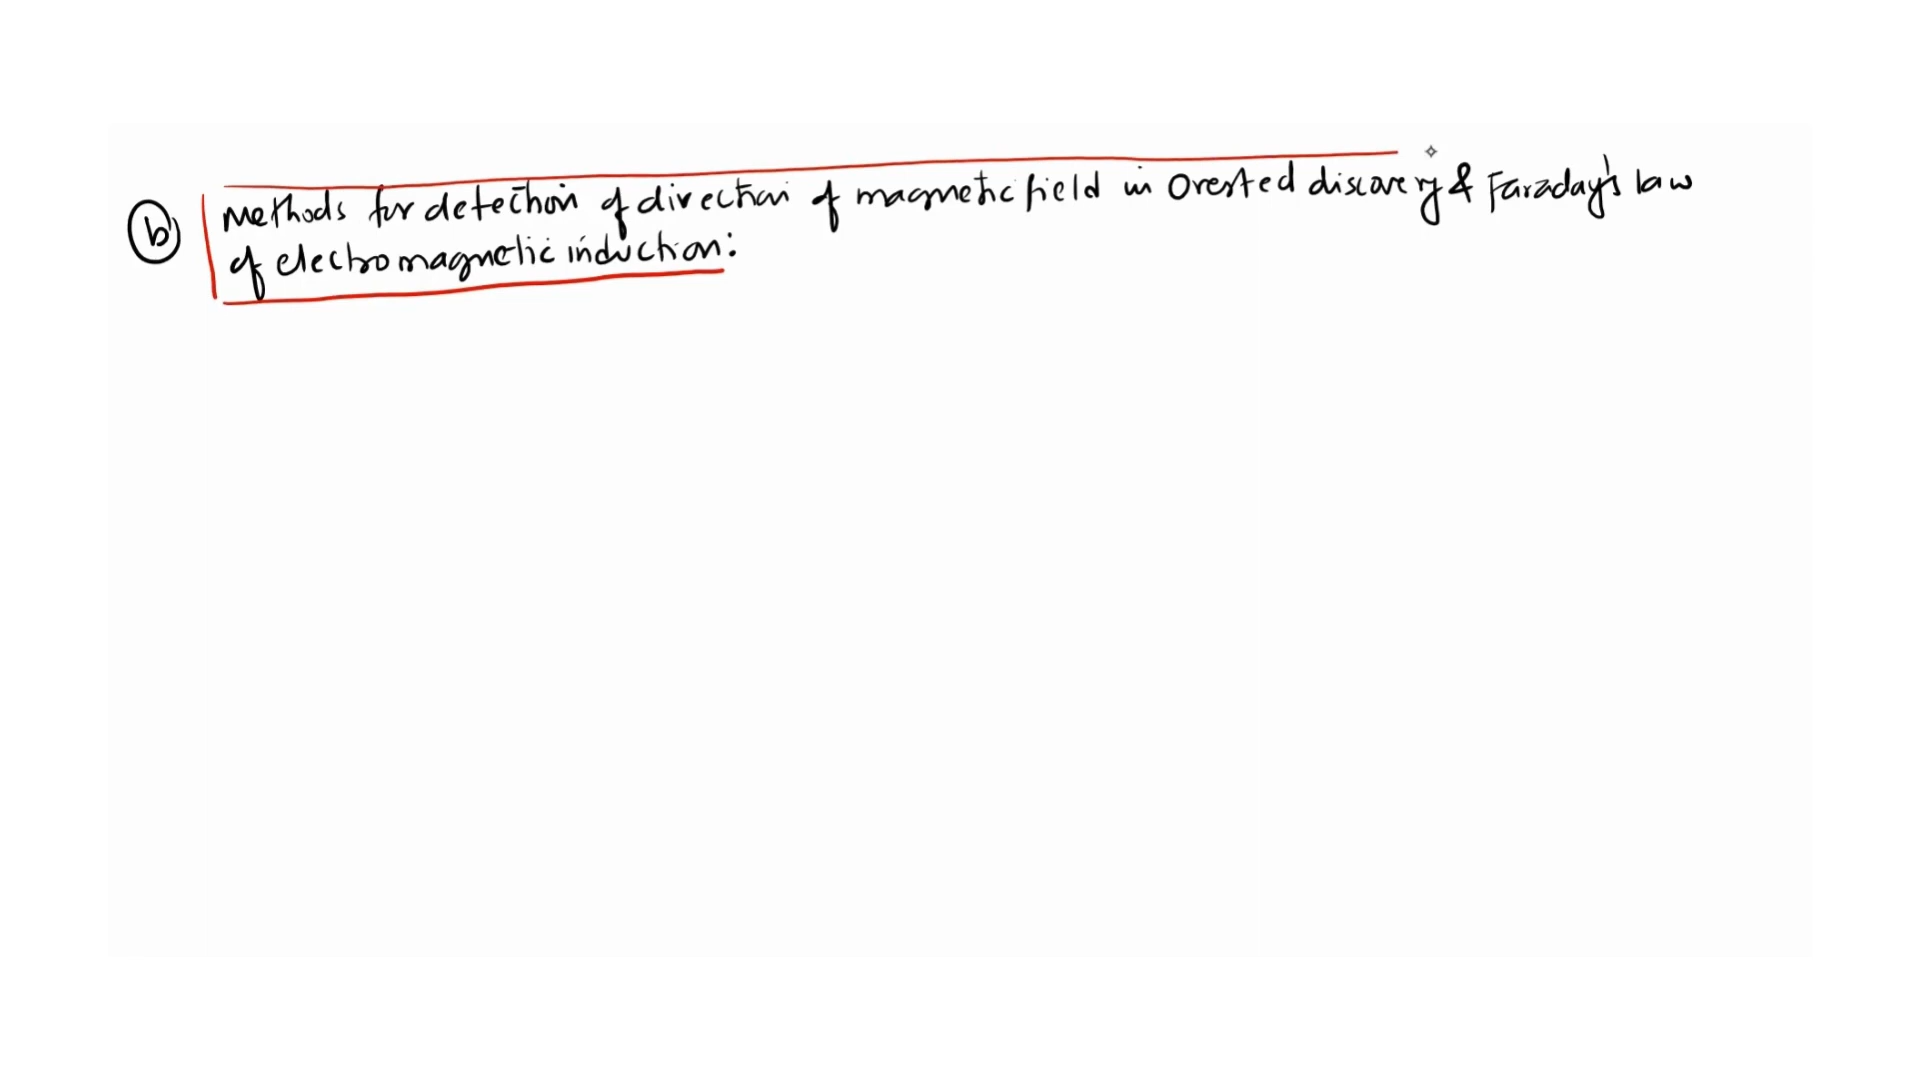 (b) Methods for detection of direction of magnetic field in Orested discovery & Faraday's law
of electromagnetic induction: